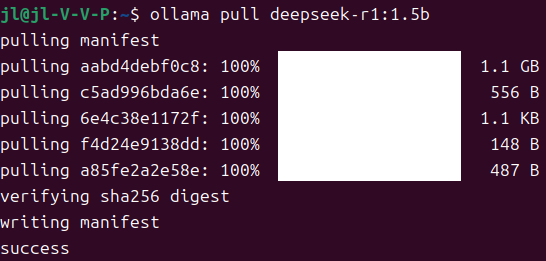 jl@jl-V-V-P:~$ ollama pull deepseek-r1:1.5b
pulling manifest
pulling aabd4debf0c8: 100% 1.1 GB
pulling c5ad996bda6e: 100% 556 B
pulling 6e4c38e1172f: 100% 1.1 KB
pulling f4d24e9138dd: 100% 148 B
pulling a85fe2a2e58e: 100% 487 B
verifying sha256 digest
writing manifest
success